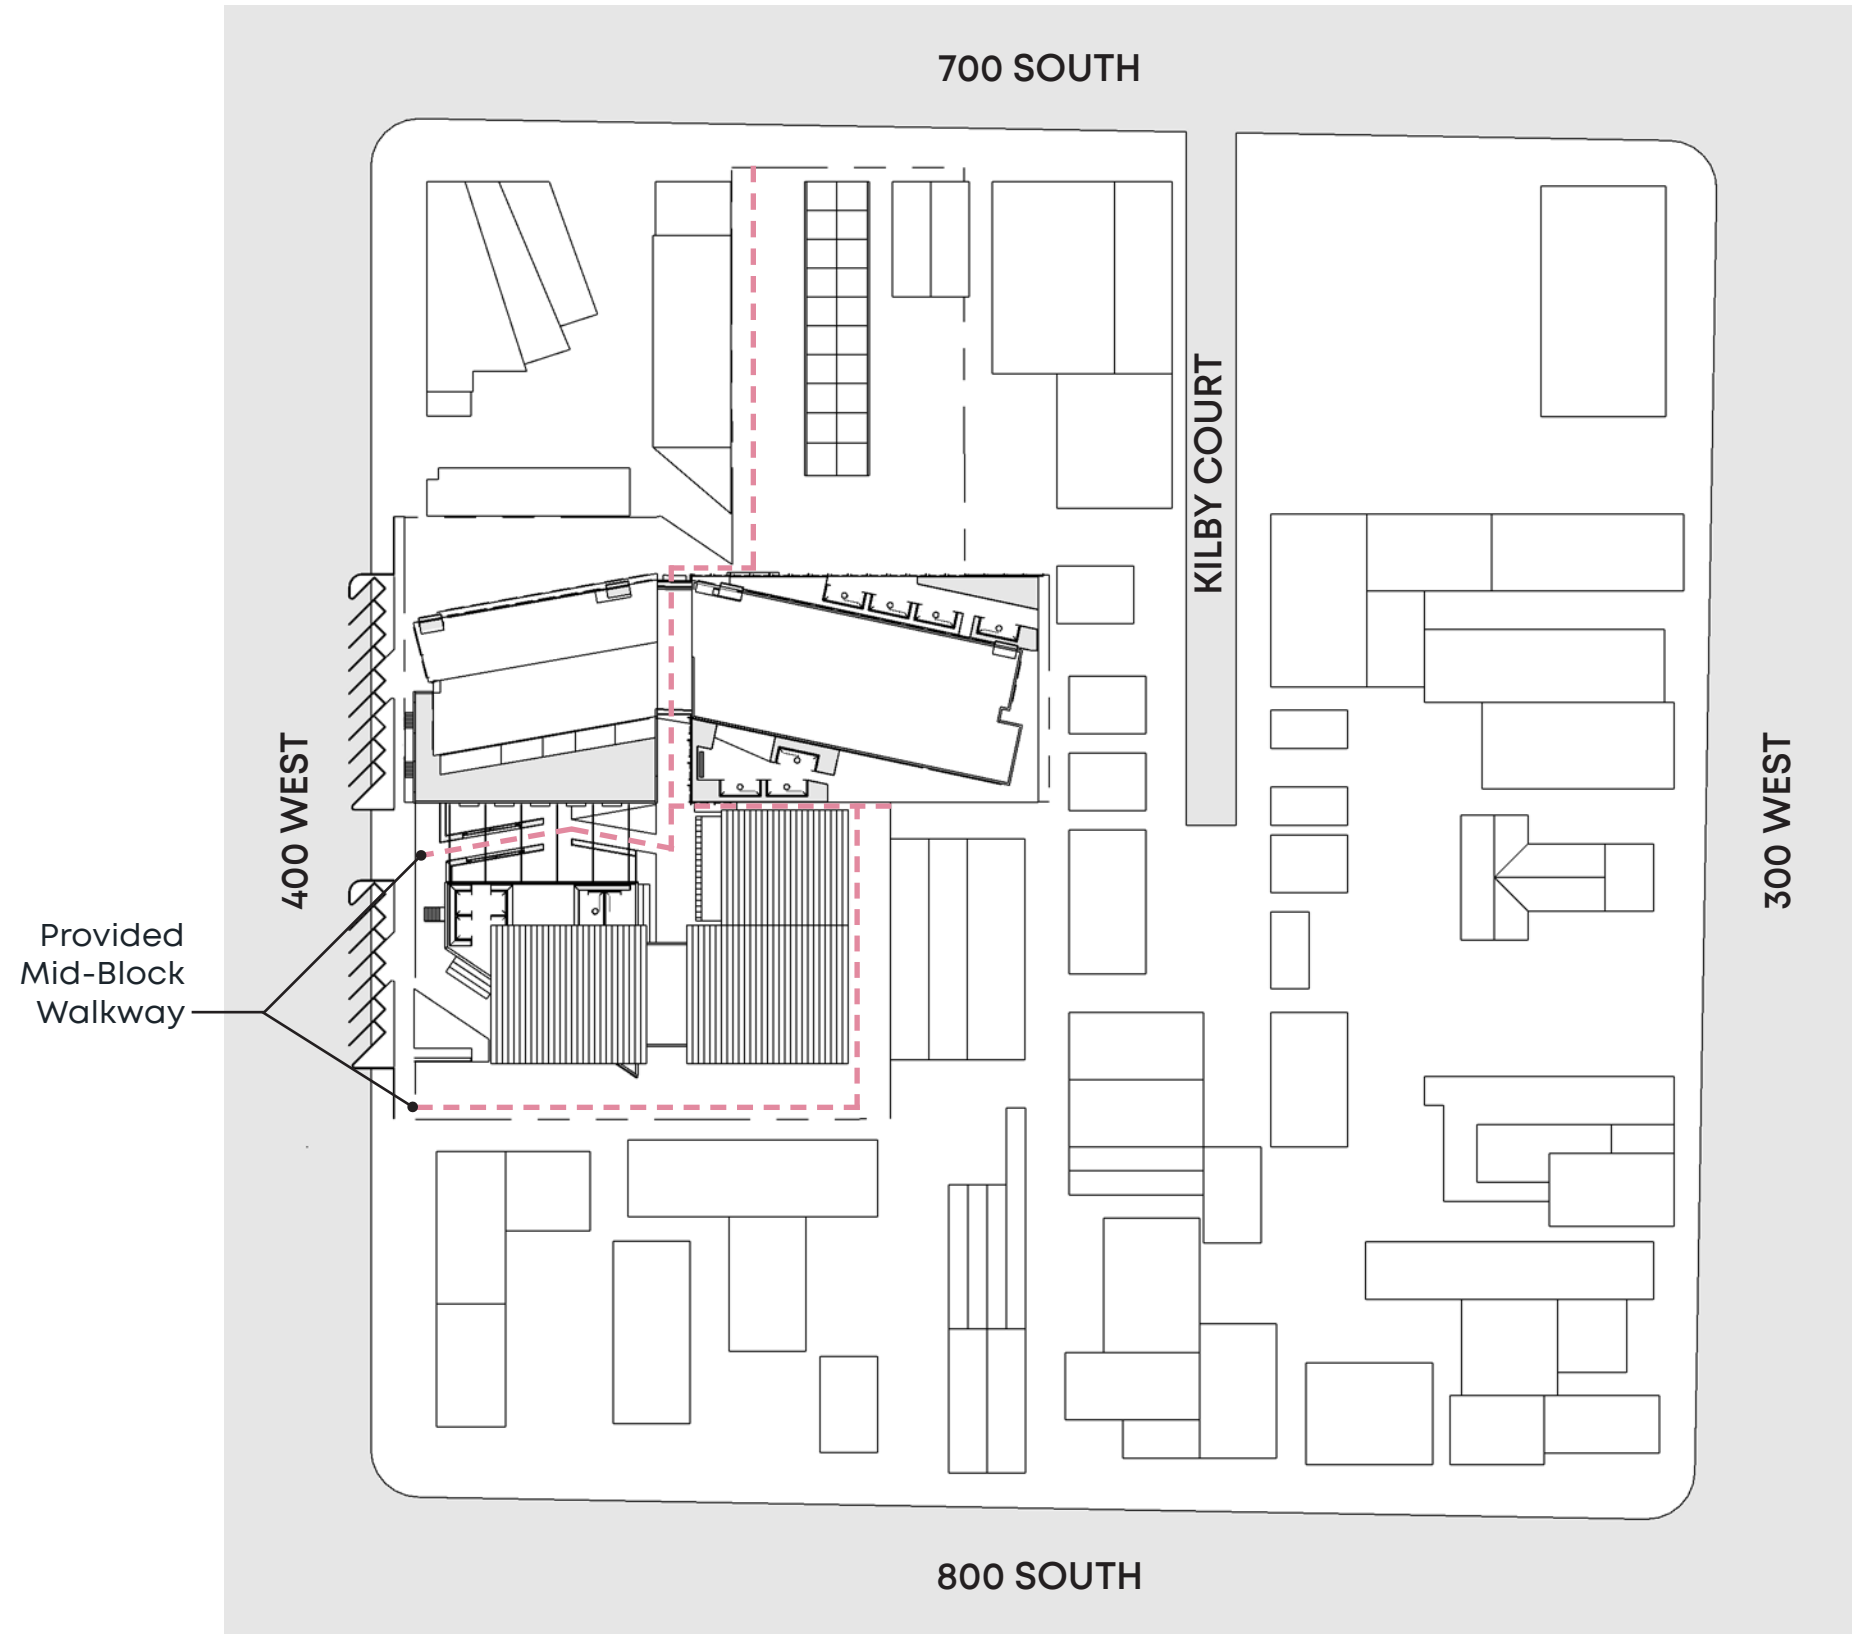 700 SOUTH
KILBY COURT
400 WEST
300 WEST
Provided
Mid-Block
Walkway
800 SOUTH